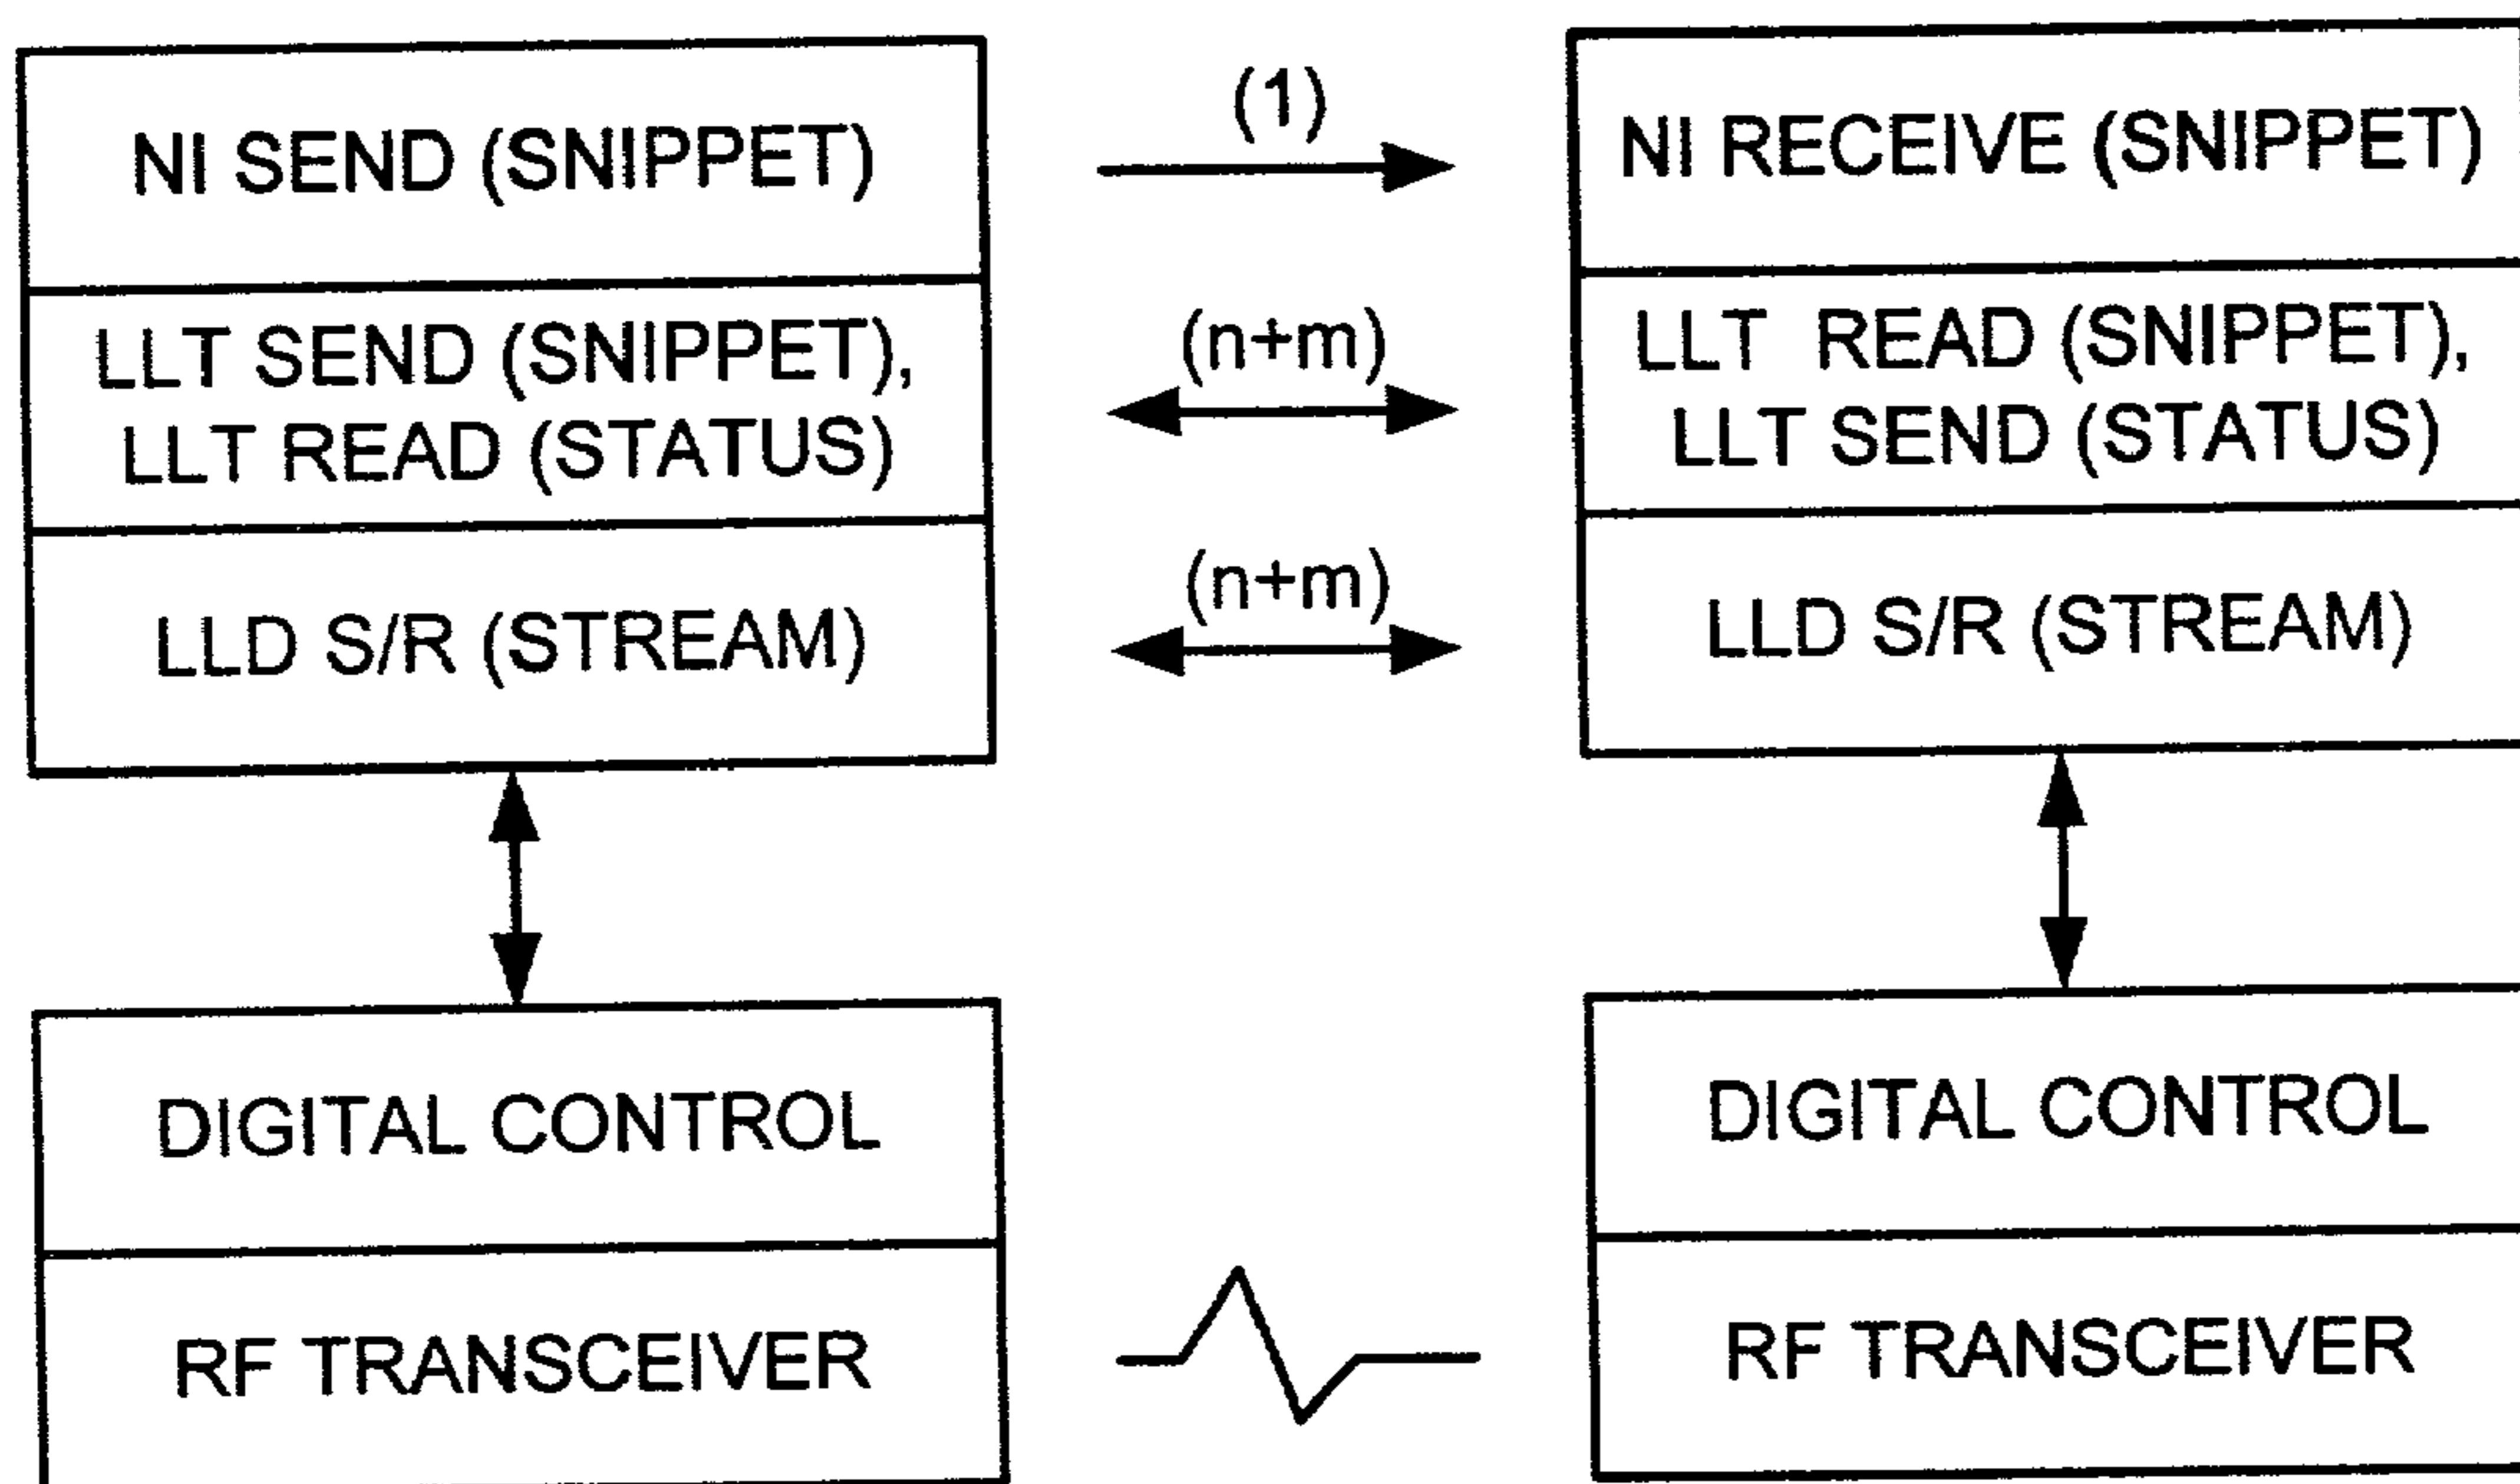 NI SEND (SNIPPET)
(1)
NI RECEIVE (SNIPPET)
LLT SEND (SNIPPET),
LLT READ (STATUS)
(n+m)
LLT READ (SNIPPET),
LLT SEND (STATUS)
LLD S/R (STREAM)
(n+m)
LLD S/R (STREAM)
DIGITAL CONTROL
DIGITAL CONTROL
RF TRANSCEIVER
RF TRANSCEIVER